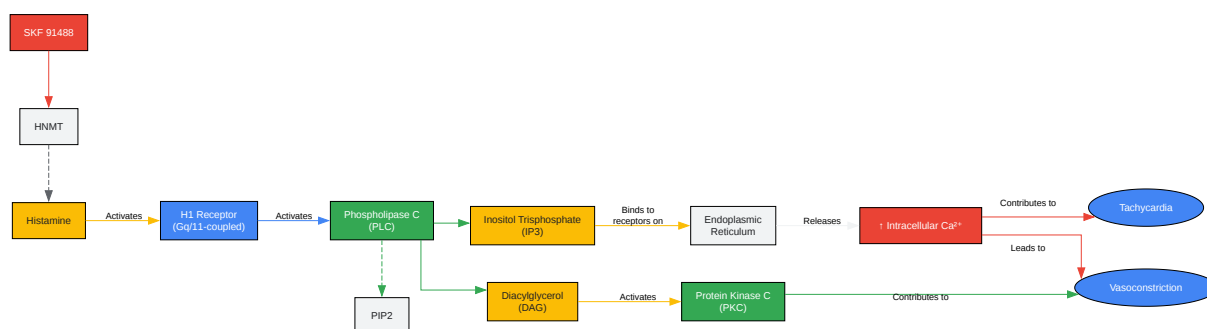 SKF 91488
HNMT
Histamine
Activates
H1 Receptor
(Gq/11-coupled)
Activates
Phospholipase C
(PLC)
Inositol Trisphosphate
(IP3)
Binds to
receptors on
Endoplasmic
Reticulum
Releases
↑ Intracellular Ca²⁺
Contributes to
Tachycardia
Leads to
Vasoconstriction
PIP2
Diacylglycerol
(DAG)
Activates
Protein Kinase C
(PKC)
Contributes to